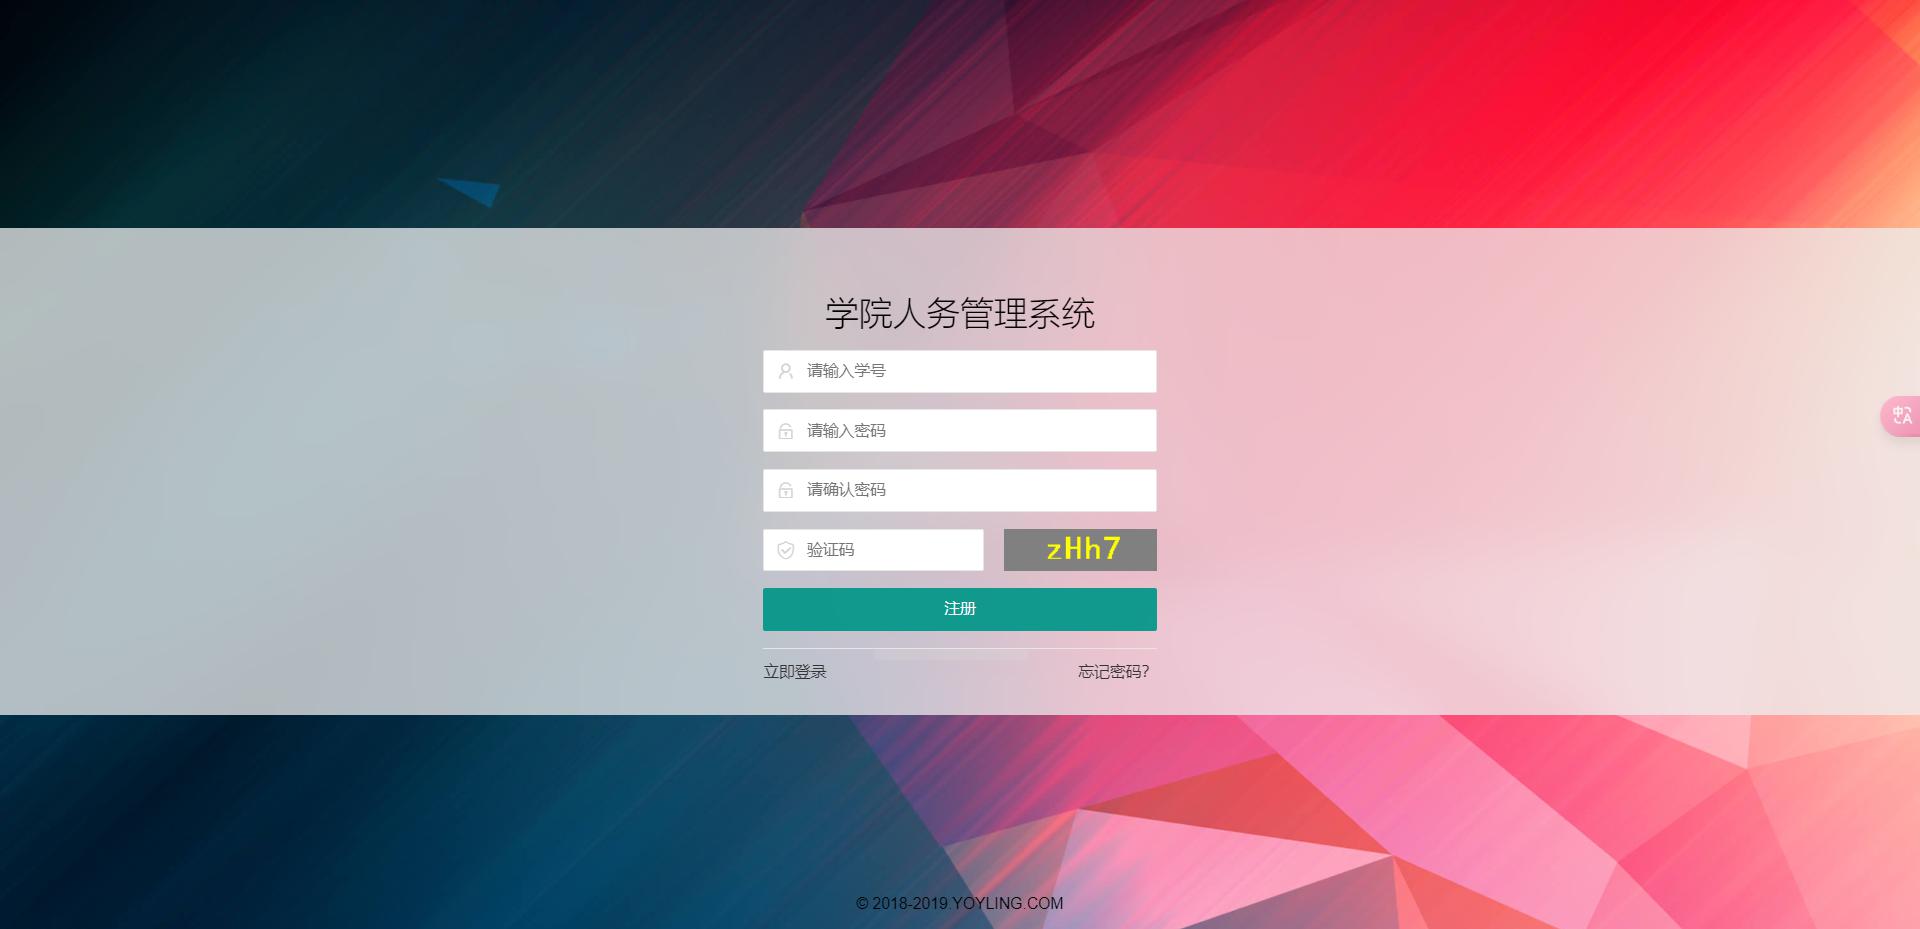 学院人务管理系统
请输入学号
请输入密码
请确认密码
验证码 zHh7
注册
立即登录 忘记密码?
© 2018-2019.YOYLING.COM
中 A